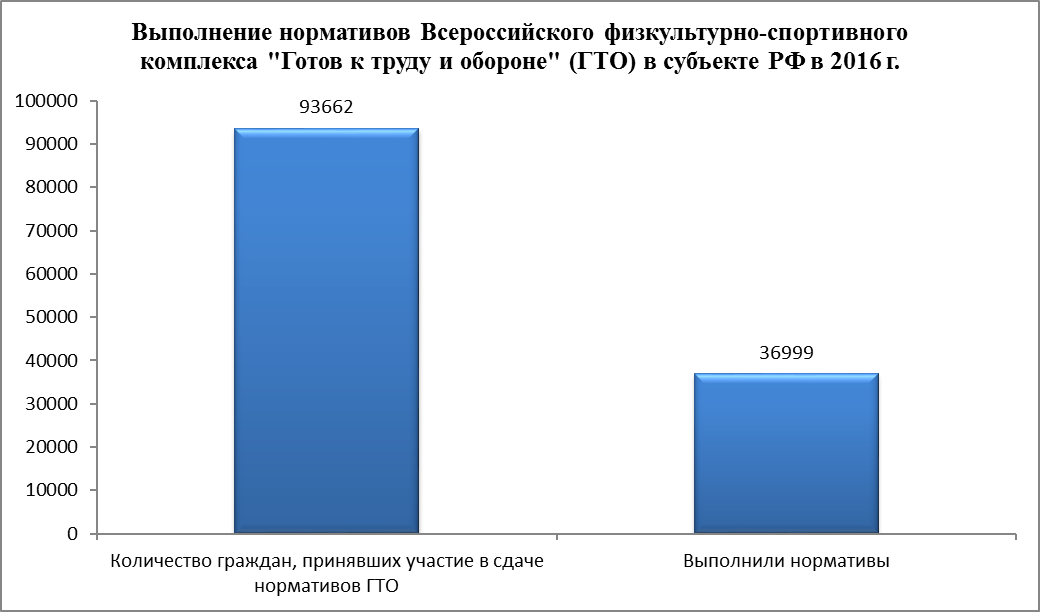 Выполнение нормативов Всероссийского физкультурно-спортивного
комплекса "Готов к труду и обороне" (ГТО) в субъекте РФ в 2016 г.
100000
90000
80000
70000
60000
50000
40000
30000
20000
10000
0
93662
36999
Количество граждан, принявших участие в сдаче
нормативов ГТО
Выполнили нормативы